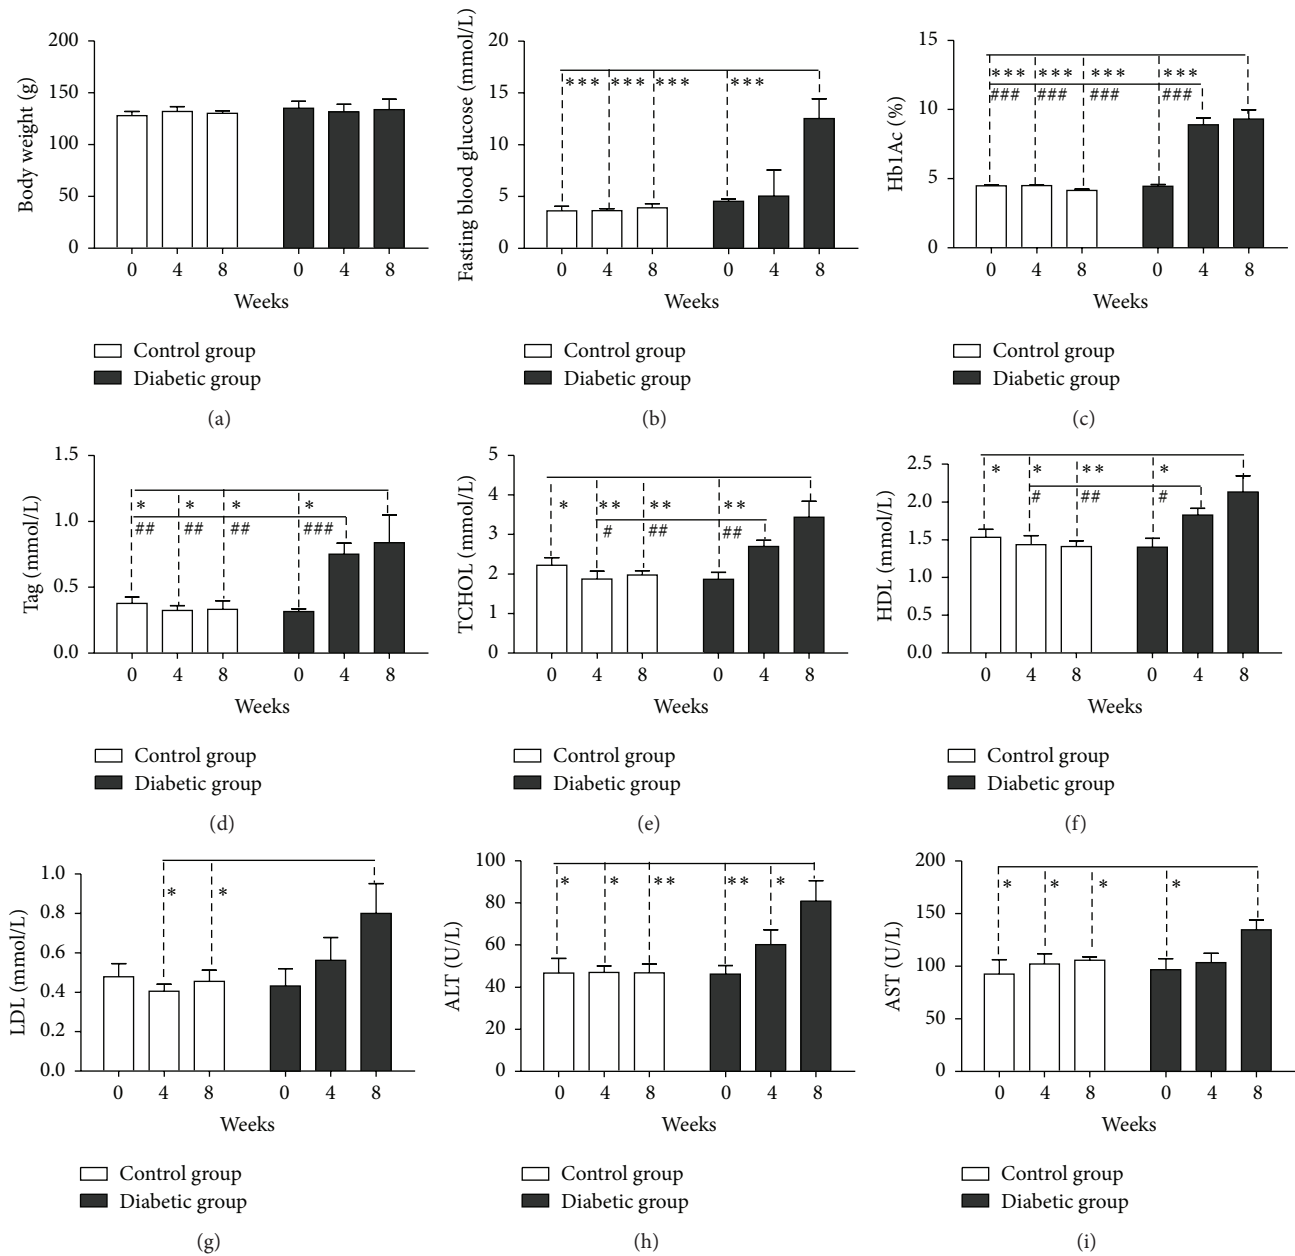 Body weight (g)
200
150
100
50
0
0 4 8 0 4 8
Weeks
Control group
Diabetic group
(a)
Fasting blood glucose (mmol/L)
20
15
10
5
0
*** *** *** ***
0 4 8 0 4 8
Weeks
Control group
Diabetic group
(b)
Hb1Ac (%)
15
10
5
0
*** *** *** ***
### ### ### ###
0 4 8 0 4 8
Weeks
Control group
Diabetic group
(c)
Tag (mmol/L)
1.5
1.0
0.5
0.0
* * * *
## ## ## ###
0 4 8 0 4 8
Weeks
Control group
Diabetic group
(d)
TCHOL (mmol/L)
5
4
3
2
1
0
* ** ** **
# ## ##
0 4 8 0 4 8
Weeks
Control group
Diabetic group
(e)
HDL (mmol/L)
2.5
2.0
1.5
1.0
0.5
0.0
* * ** *
# ## #
0 4 8 0 4 8
Weeks
Control group
Diabetic group
(f)
LDL (mmol/L)
1.0
0.8
0.6
0.4
0.2
0.0
* *
0 4 8 0 4 8
Weeks
Control group
Diabetic group
(g)
ALT (U/L)
100
80
60
40
20
0
* * ** ** *
0 4 8 0 4 8
Weeks
Control group
Diabetic group
(h)
AST (U/L)
200
150
100
50
0
* * * *
0 4 8 0 4 8
Weeks
Control group
Diabetic group
(i)